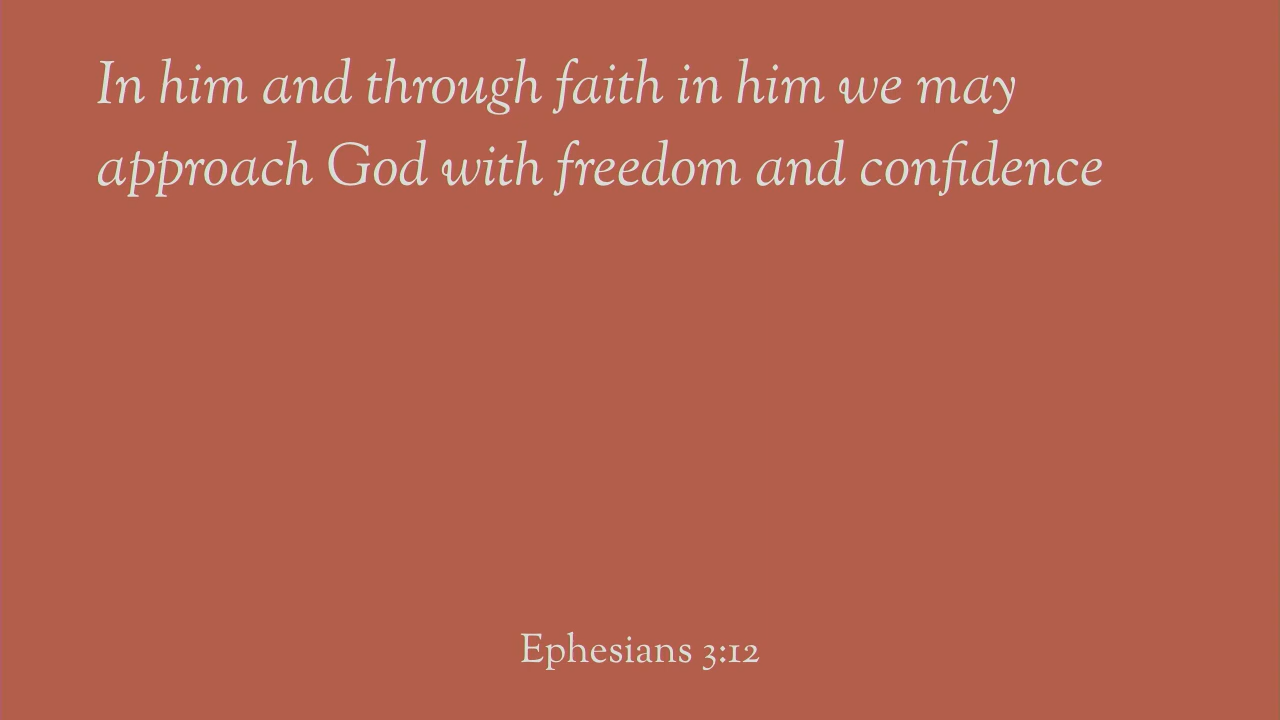 In him and through faith in him we may
approach God with freedom and confidence
Ephesians 3:12